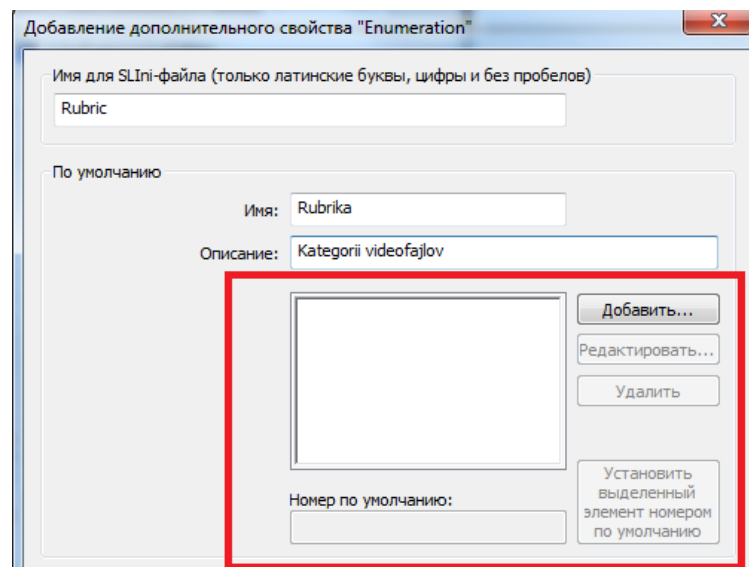 Добавление дополнительного свойства "Enumeration"
Имя для SLIni-файла (только латинские буквы, цифры и без пробелов)
Rubric
По умолчанию
Имя: Rubrika
Описание: Kategorii videofajlov
Добавить...
Редактировать...
Удалить
Установить
выделенный
элемент номером
по умолчанию
Номер по умолчанию: